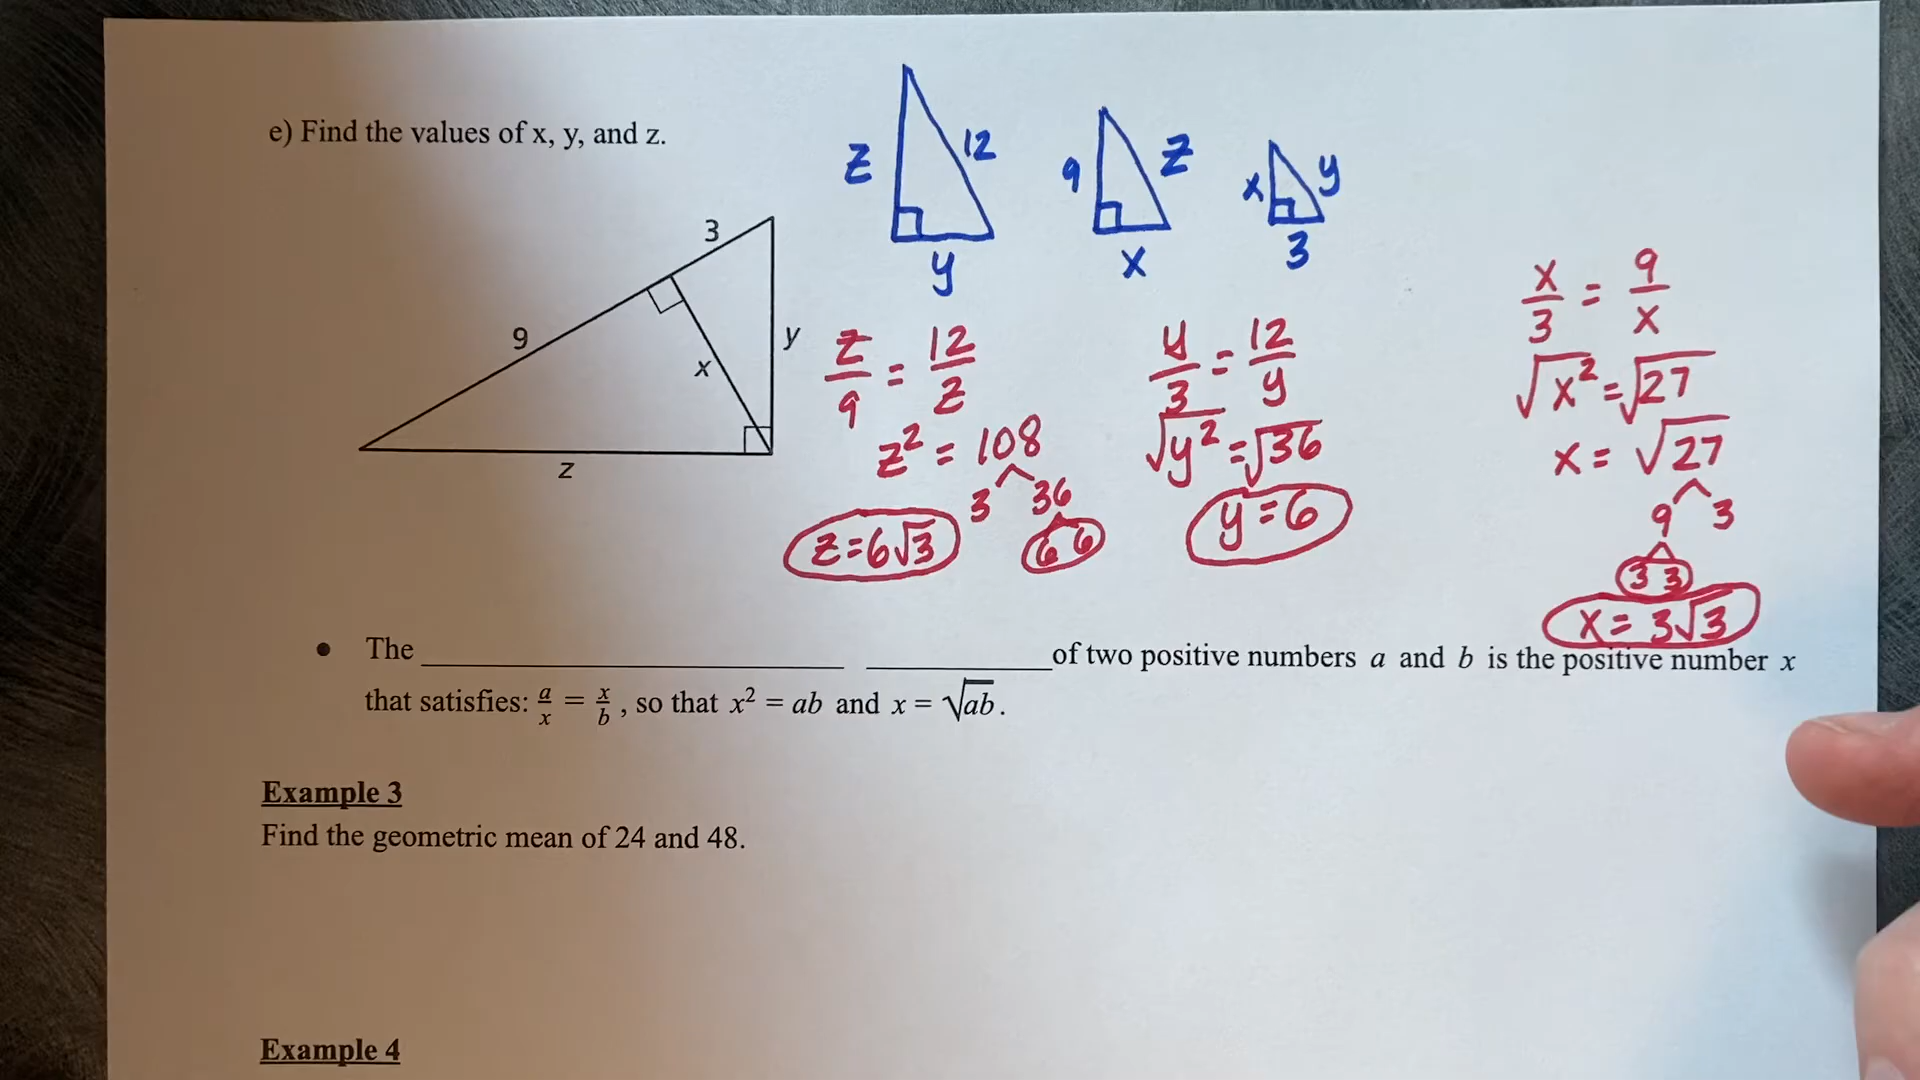 e) Find the values of x, y, and z.
3
9
x
y
z
z 12 y
9 z x
x y 3
z/9 = 12/z
z² = 108
3 36
6 6
z = 6√3
y/3 = 12/y
√y² = √36
y = 6
x/3 = 9/x
√x² = √27
x = √27
9 3
3 3
x = 3√3
• The ____________ ______ of two positive numbers a and b is the positive number x
that satisfies: a/x = x/b , so that x² = ab and x = √ab.
Example 3
Find the geometric mean of 24 and 48.
Example 4